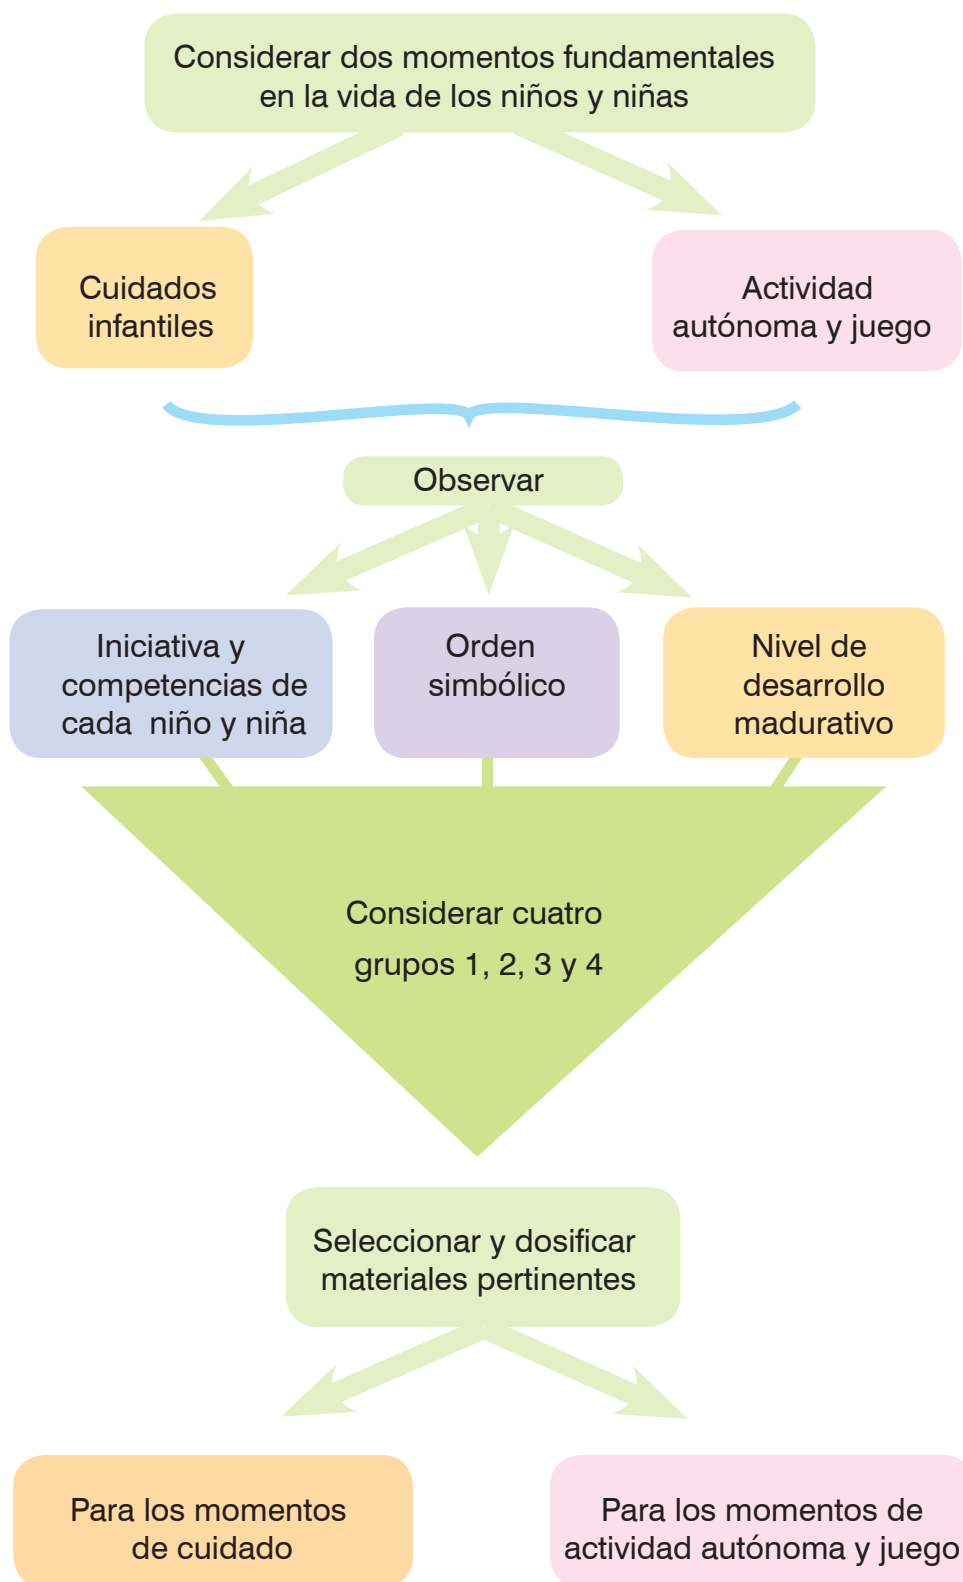 Considerar dos momentos fundamentales
en la vida de los niños y niñas
Cuidados
infantiles
Actividad
autónoma y juego
Observar
Iniciativa y
competencias de
cada niño y niña
Orden
simbólico
Nivel de
desarrollo
madurativo
Considerar cuatro
grupos 1, 2, 3 y 4
Seleccionar y dosificar
materiales pertinentes
Para los momentos
de cuidado
Para los momentos de
actividad autónoma y juego